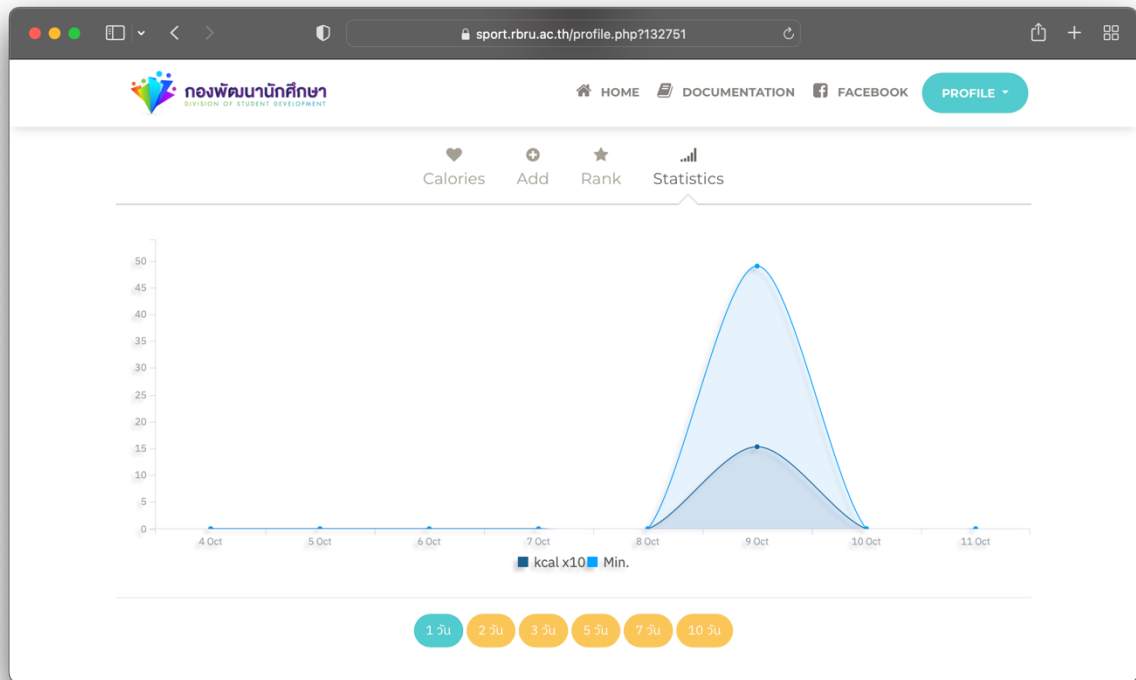 sport.rbru.ac.th/profile.php?132751
กองพัฒนานักศึกษา
DIVISION OF STUDENT DEVELOPMENT
HOME DOCUMENTATION FACEBOOK PROFILE
Calories Add Rank Statistics
50
45
40
35
30
25
20
15
10
5
0
4 Oct 5 Oct 6 Oct 7 Oct 8 Oct 9 Oct 10 Oct 11 Oct
kcal x10 Min.
1 วัน 2 วัน 3 วัน 5 วัน 7 วัน 10 วัน